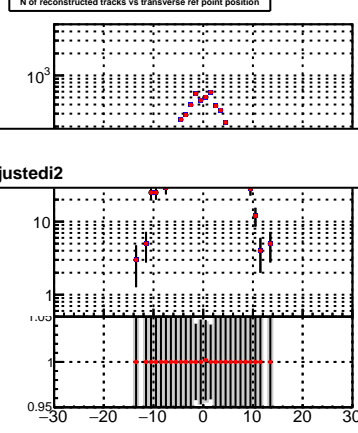 N of reconstructed tracks vs transverse ref point position
10³
justedi2
10
1
1.05
1
0.95
−30 −20 −10 0 10 20 30